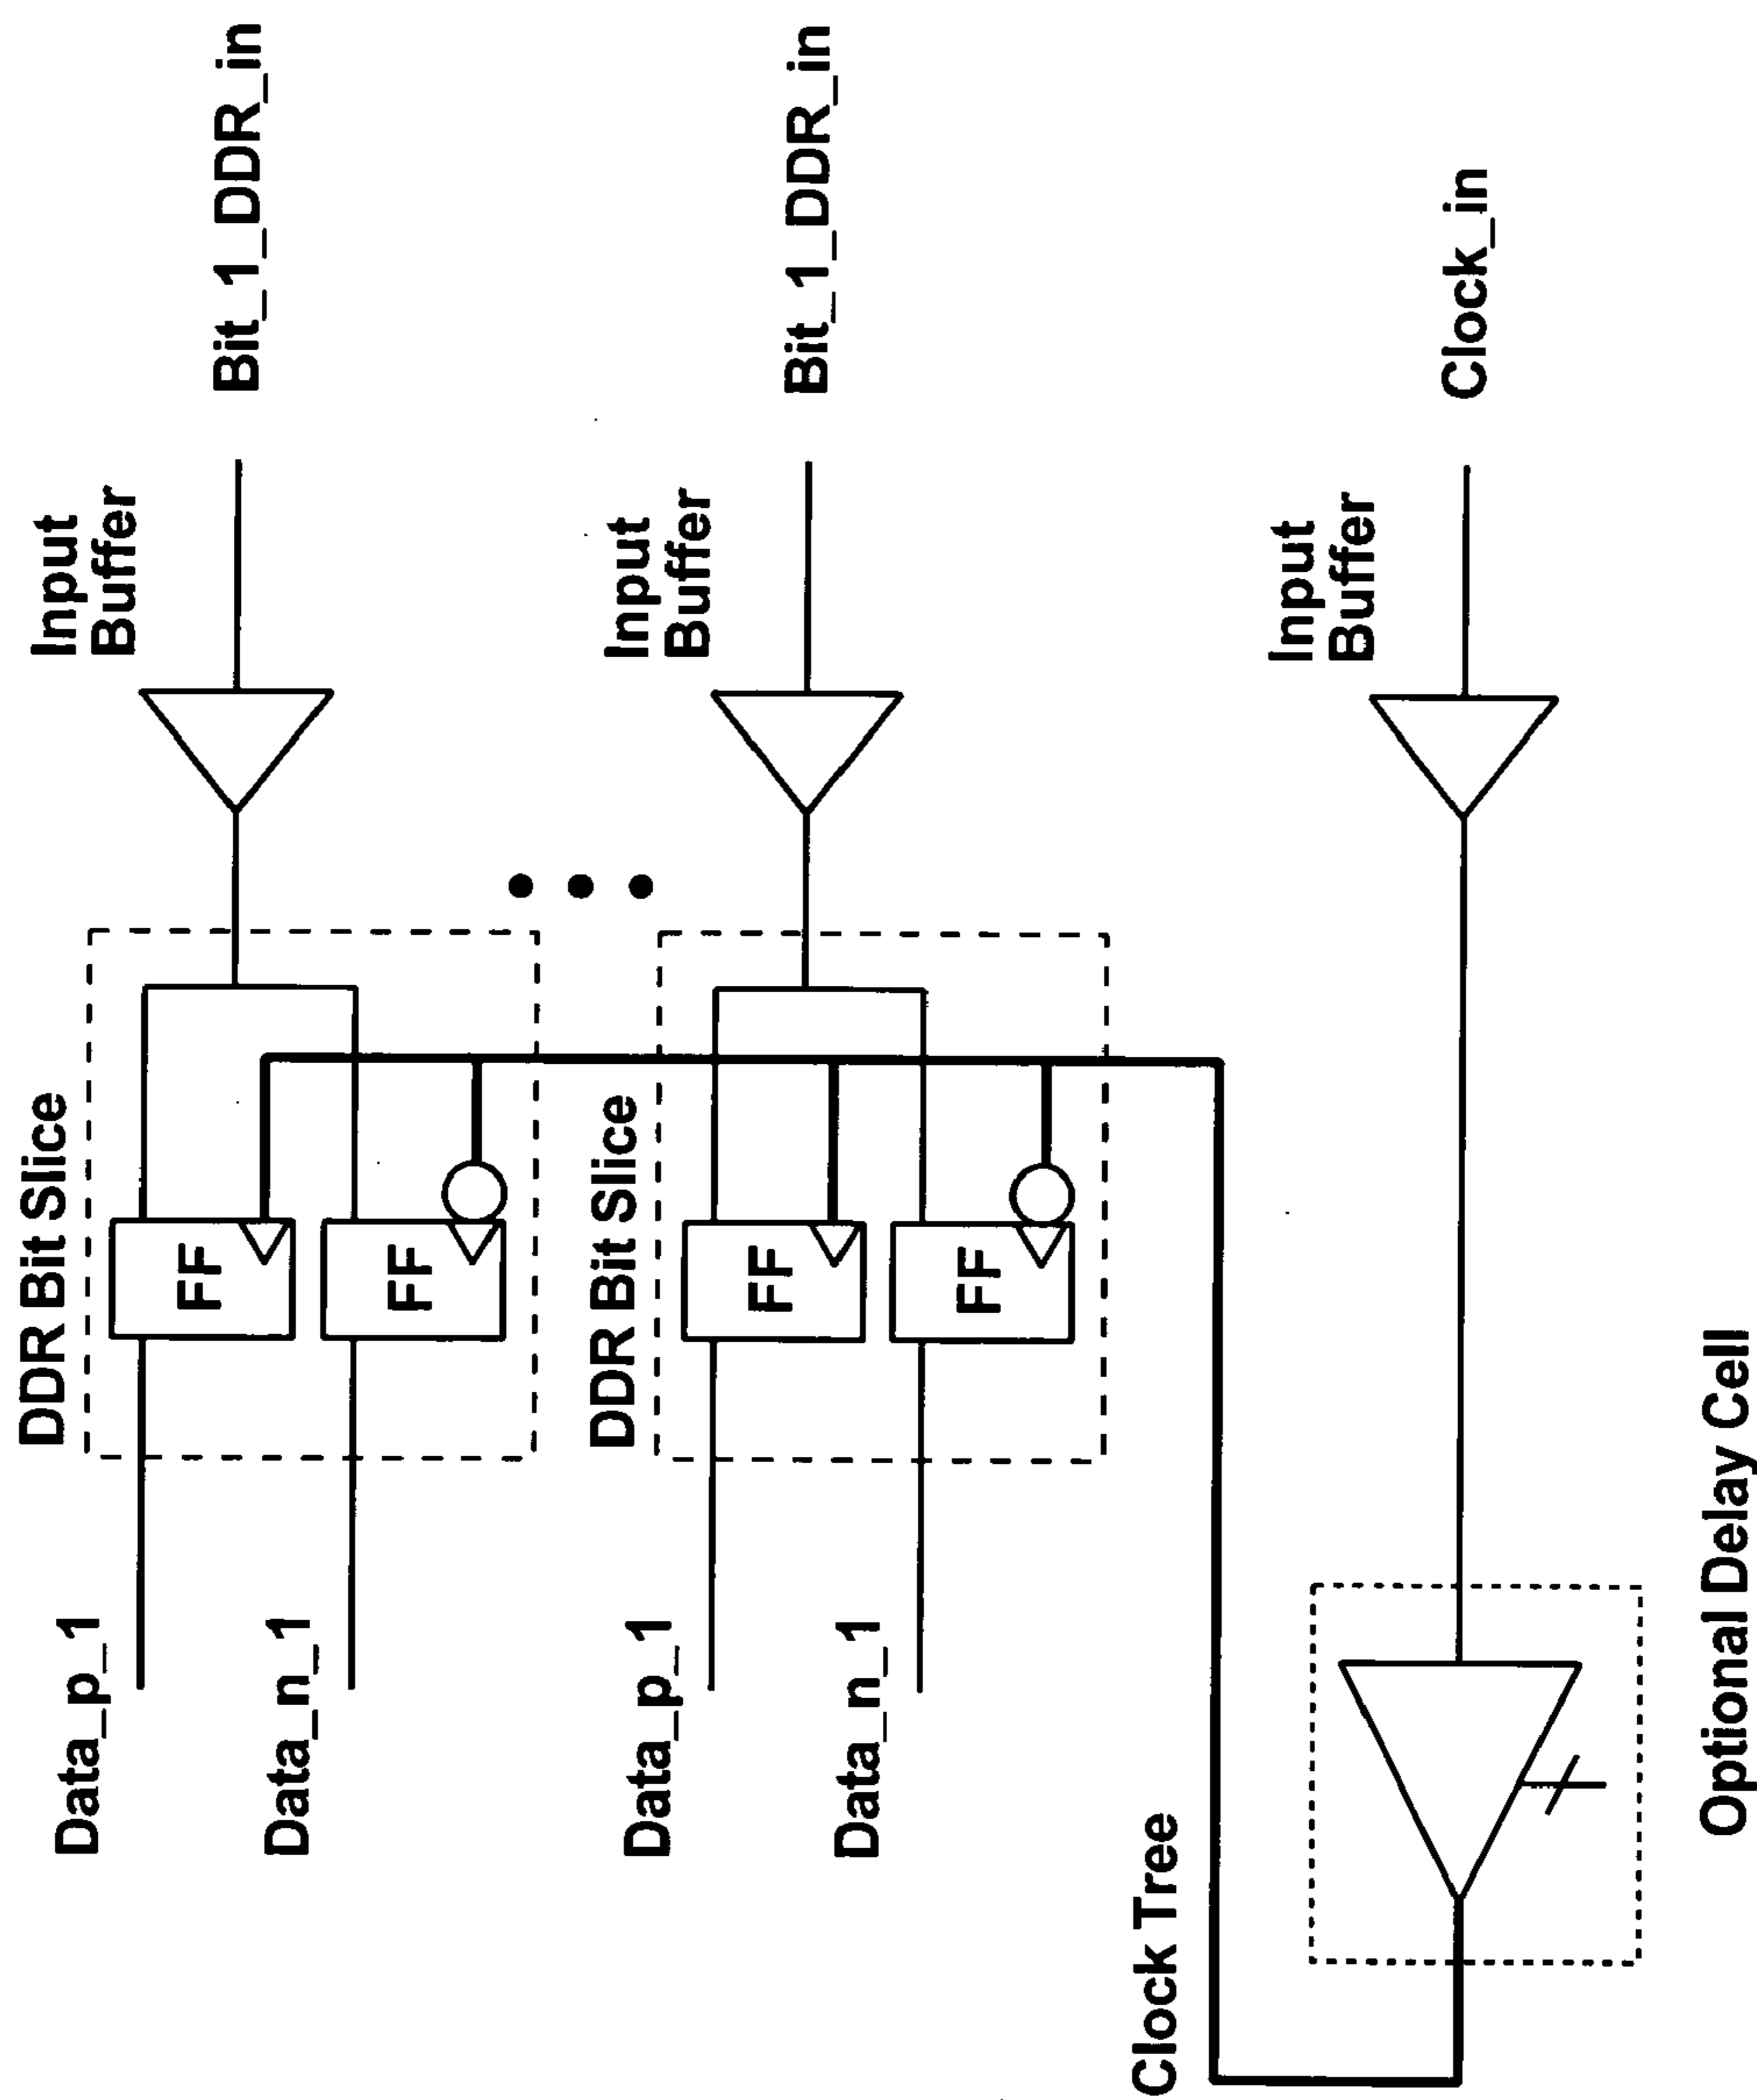 DDR Bit Slice
Input
Buffer
Data_p_1
FF
Bit_1_DDR_in
Data_n_1
FF
DDR Bit Slice
Input
Buffer
Data_p_1
FF
Bit_1_DDR_in
Data_n_1
FF
Clock Tree
Input
Buffer
Clock_in
Optional Delay Cell